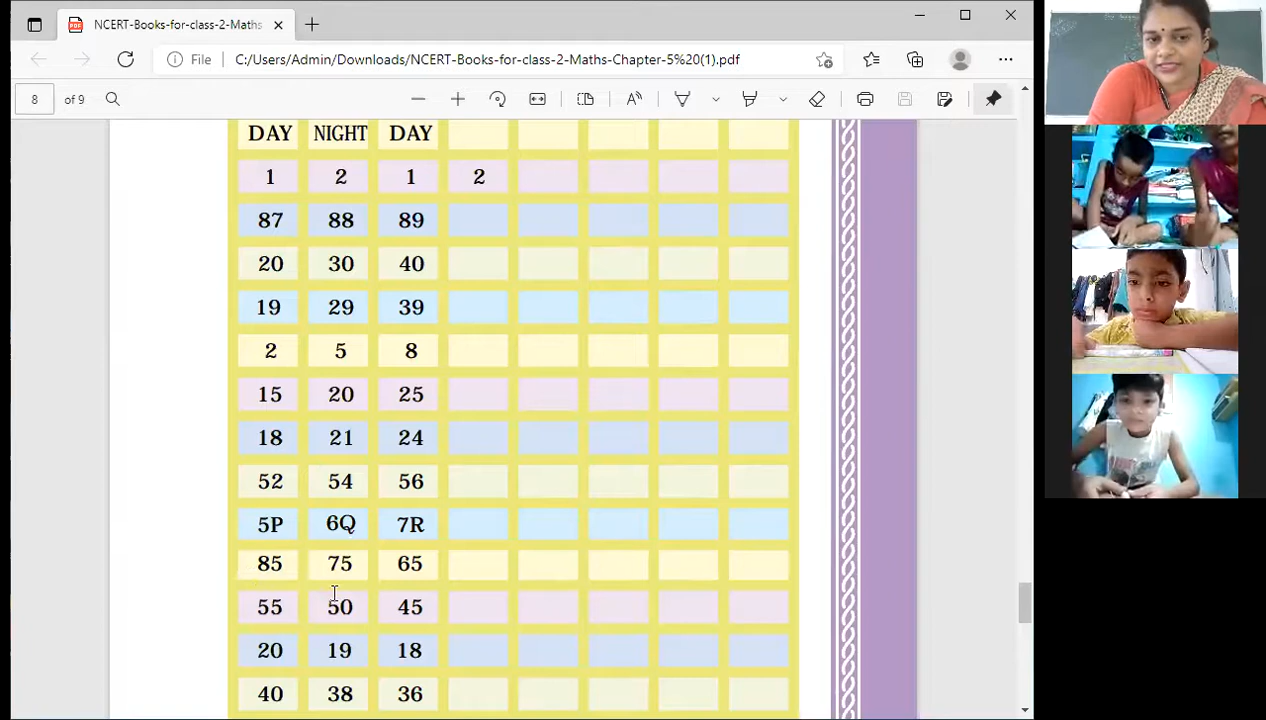 NCERT-Books-for-class-2-Maths-
File C:/Users/Admin/Downloads/NCERT-Books-for-class-2-Maths-Chapter-5%20(1).pdf
8 of 9
DAY NIGHT DAY
1 2 1 2
87 88 89
20 30 40
19 29 39
2 5 8
15 20 25
18 21 24
52 54 56
5P 6Q 7R
85 75 65
55 50 45
20 19 18
40 38 36